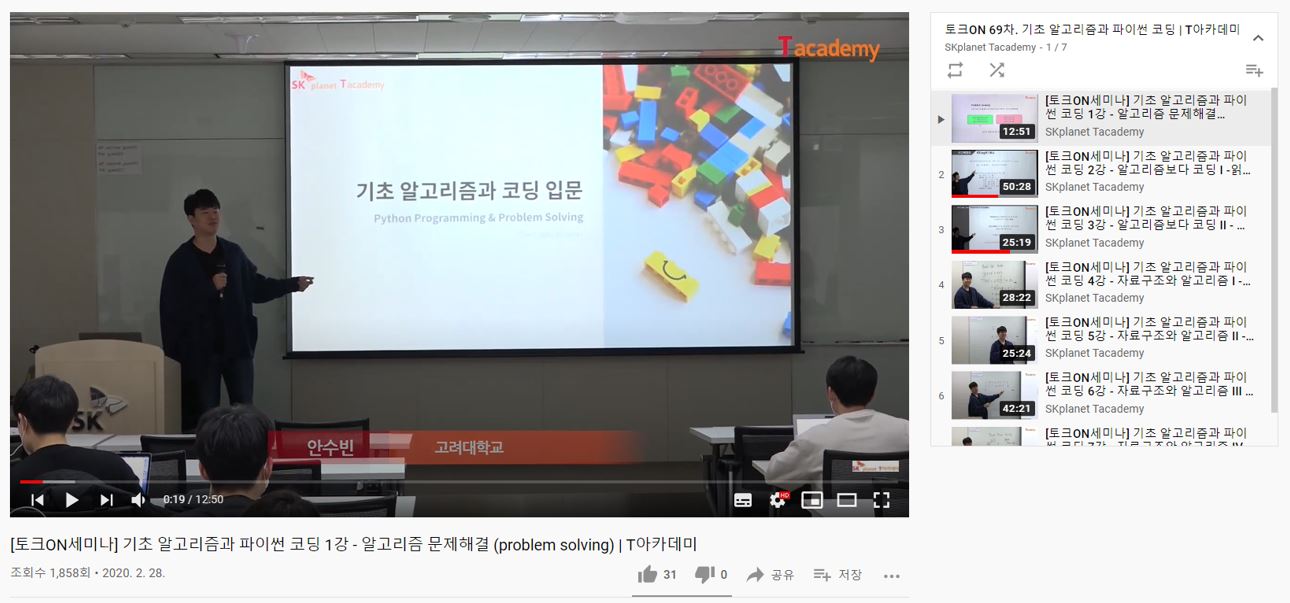 T academy
SK planet Tacademy
기초 알고리즘과 코딩 입문
Python Programming & Problem Solving
SK
안수빈 고려대학교
0:19 / 12:50
HD
[토크ON세미나] 기초 알고리즘과 파이썬 코딩 1강 - 알고리즘 문제해결 (problem solving) | T아카데미
조회수 1,858회 • 2020. 2. 28.
31 0 공유 저장
토크ON 69차. 기초 알고리즘과 파이썬 코딩 | T아카데미
SKplanet Tacademy - 1 / 7
[토크ON세미나] 기초 알고리즘과 파이
썬 코딩 1강 - 알고리즘 문제해결...
SKplanet Tacademy
12:51
2
[토크ON세미나] 기초 알고리즘과 파이
썬 코딩 2강 - 알고리즘보다 코딩 I -읽...
SKplanet Tacademy
50:28
3
[토크ON세미나] 기초 알고리즘과 파이
썬 코딩 3강 - 알고리즘보다 코딩 II - ...
SKplanet Tacademy
25:19
4
[토크ON세미나] 기초 알고리즘과 파이
썬 코딩 4강 - 자료구조와 알고리즘 I -...
SKplanet Tacademy
28:22
5
[토크ON세미나] 기초 알고리즘과 파이
썬 코딩 5강 - 자료구조와 알고리즘 II -...
SKplanet Tacademy
25:24
6
[토크ON세미나] 기초 알고리즘과 파이
썬 코딩 6강 - 자료구조와 알고리즘 III ...
SKplanet Tacademy
42:21
[토크ON세미나] 기초 알고리즘과 파이